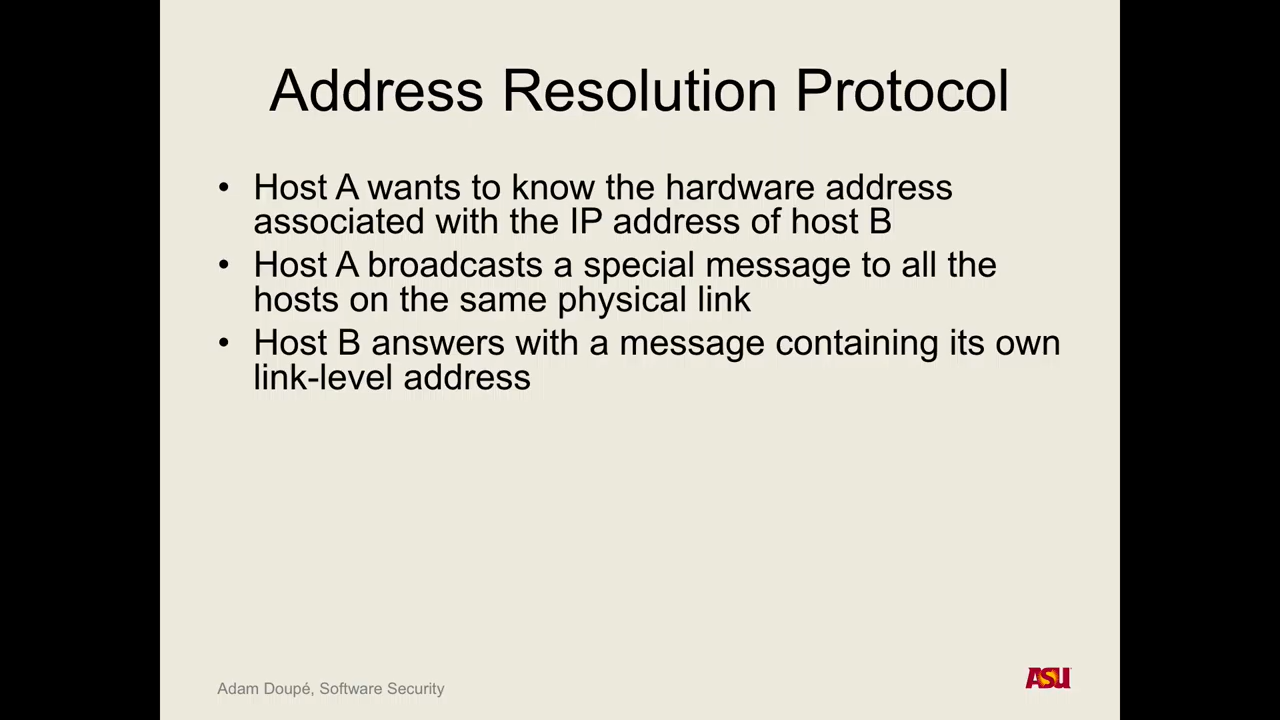 Address Resolution Protocol
• Host A wants to know the hardware address
associated with the IP address of host B
• Host A broadcasts a special message to all the
hosts on the same physical link
• Host B answers with a message containing its own
link-level address
Adam Doupé, Software Security
ASU